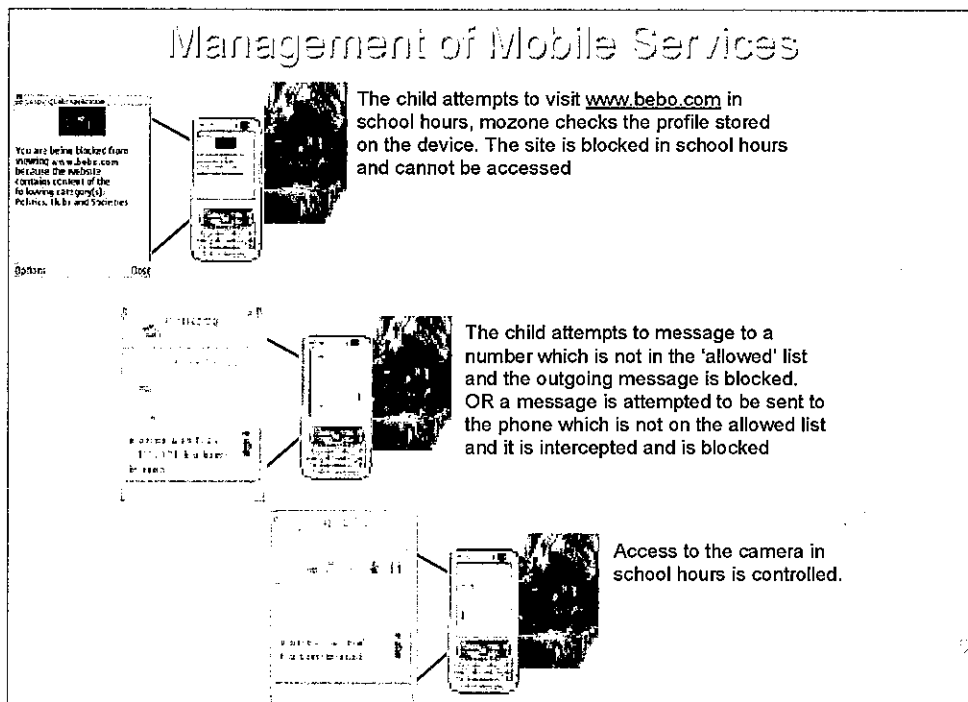 Management of Mobile Services
The child attempts to visit www.bebo.com in
school hours, mozone checks the profile stored
on the device. The site is blocked in school hours
and cannot be accessed
You are being blocked from
viewing www.bebo.com
because the website
contains content of the
following category(s):
Politics, and Societies
Options Close
The child attempts to message to a
number which is not in the 'allowed' list
and the outgoing message is blocked.
OR a message is attempted to be sent to
the phone which is not on the allowed list
and it is intercepted and is blocked
Access to the camera in
school hours is controlled.